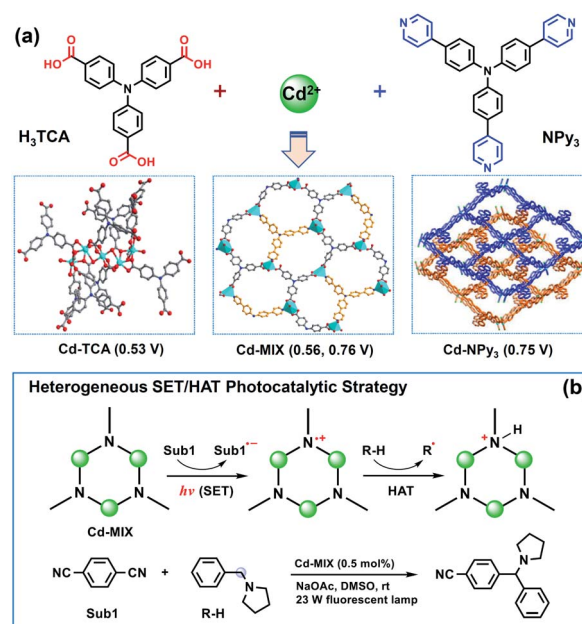 (a)
O
OH
HO
O
N
O
OH
H₃TCA
+
Cd²⁺
+
N
N
N
N
NPy₃
Cd-TCA (0.53 V)
Cd-MIX (0.56, 0.76 V)
Cd-NPy₃ (0.75 V)
Heterogeneous SET/HAT Photocatalytic Strategy
(b)
N
N
N
Cd-MIX
Sub1
Sub1•−
hν (SET)
N•+
N
N
R-H
R•
HAT
+
N
H
N
N
NC
CN
Sub1
+
N
R-H
Cd-MIX (0.5 mol%)
NaOAc, DMSO, rt
23 W fluorescent lamp
NC
N